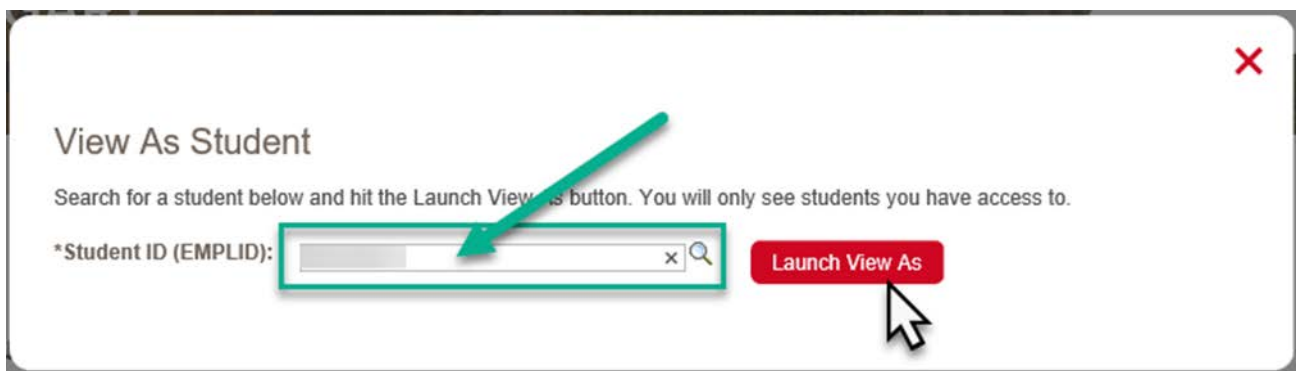 View As Student
Search for a student below and hit the Launch View As button. You will only see students you have access to.
*Student ID (EMPLID):
Launch View As